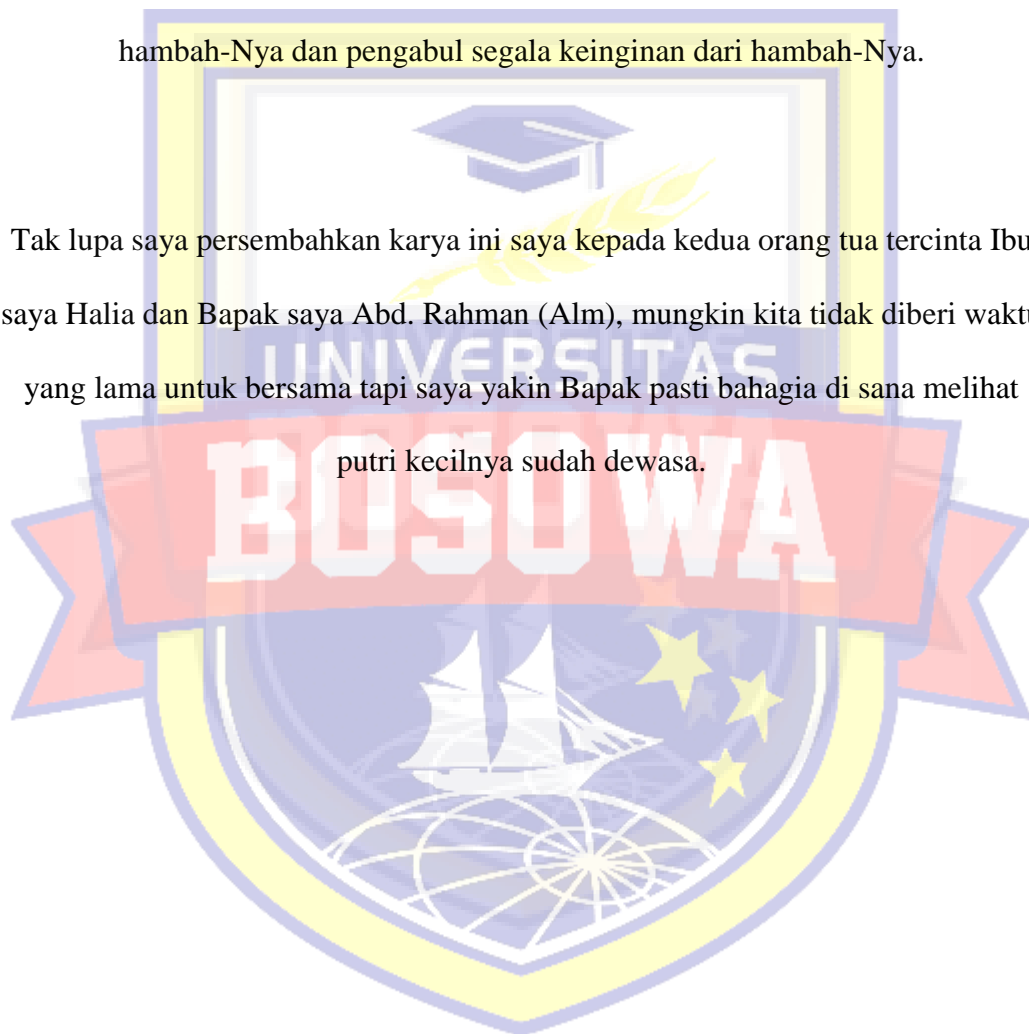 hambah-Nya dan pengabul segala keinginan dari hambah-Nya.
Tak lupa saya persembahkan karya ini saya kepada kedua orang tua tercinta Ibu
saya Halia dan Bapak saya Abd. Rahman (Alm), mungkin kita tidak diberi waktu
UNIVERSITAS
yang lama untuk bersama tapi saya yakin Bapak pasti bahagia di sana melihat
putri kecilnya sudah dewasa.
BOSOWA